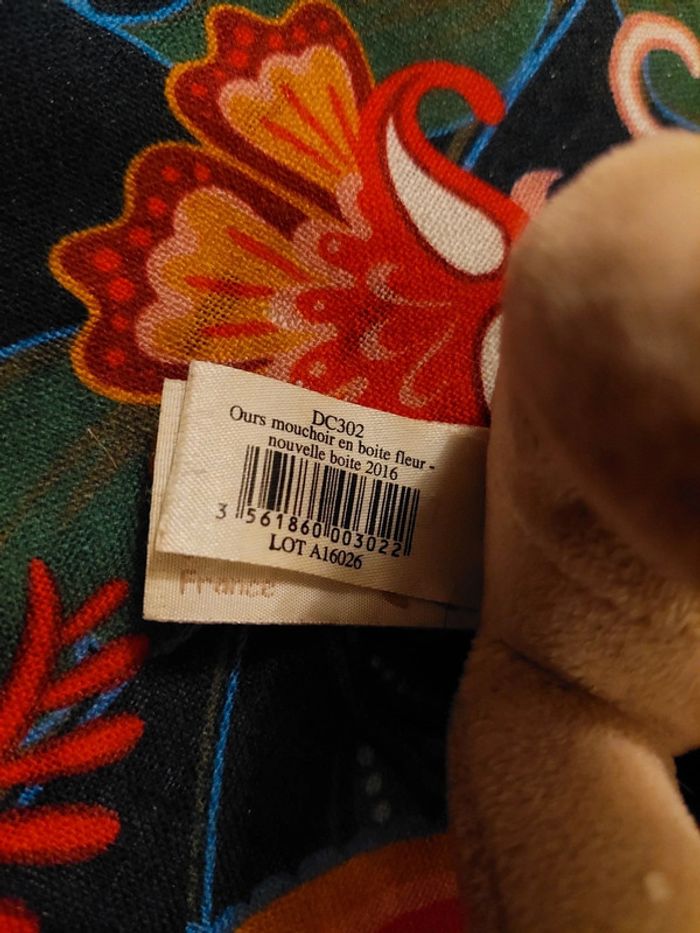 DC302
Ours mouchoir en boite fleur -
nouvelle boite 2016
3 561860 003022
LOT A16026
France